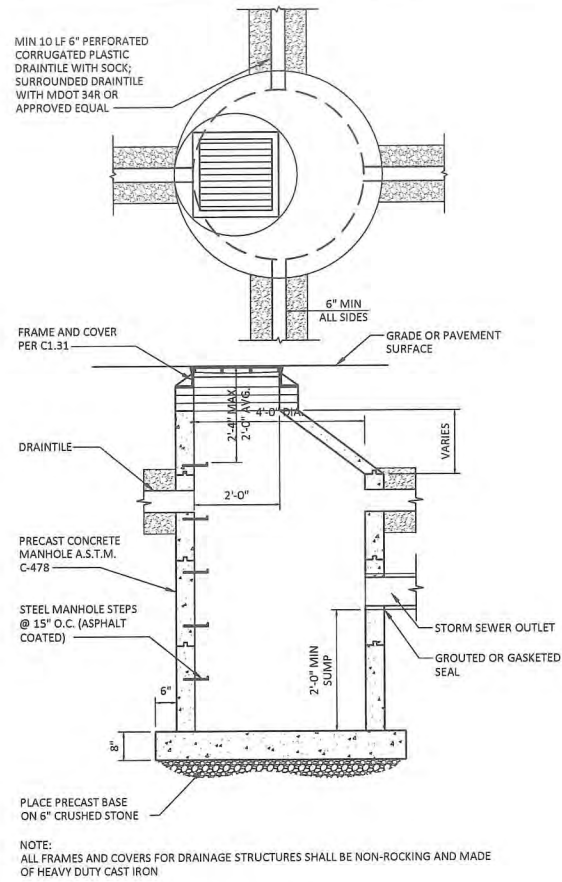 MIN 10 LF 6" PERFORATED
CORRUGATED PLASTIC
DRAINTILE WITH SOCK;
SURROUNDED DRAINTILE
WITH MDOT 34R OR
APPROVED EQUAL
6" MIN
ALL SIDES
FRAME AND COVER
PER C1.31
GRADE OR PAVEMENT
SURFACE
2'-4" MAX.
2'-0" AVG.
4'-0" DIA.
VARIES
DRAINTILE
2'-0"
PRECAST CONCRETE
MANHOLE A.S.T.M.
C-478
STEEL MANHOLE STEPS
@ 15" O.C. (ASPHALT
COATED)
STORM SEWER OUTLET
GROUTED OR GASKETED
SEAL
2'-0" MIN
SUMP
6"
8"
PLACE PRECAST BASE
ON 6" CRUSHED STONE
NOTE:
ALL FRAMES AND COVERS FOR DRAINAGE STRUCTURES SHALL BE NON-ROCKING AND MADE
OF HEAVY DUTY CAST IRON